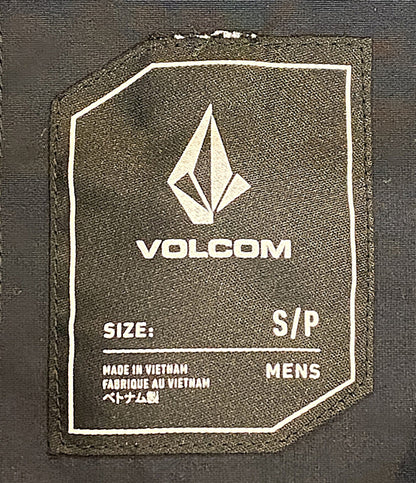 VOLCOM
SIZE: S/P
MADE IN VIETNAM MENS
FABRIQUE AU VIETNAM
ベトナム製